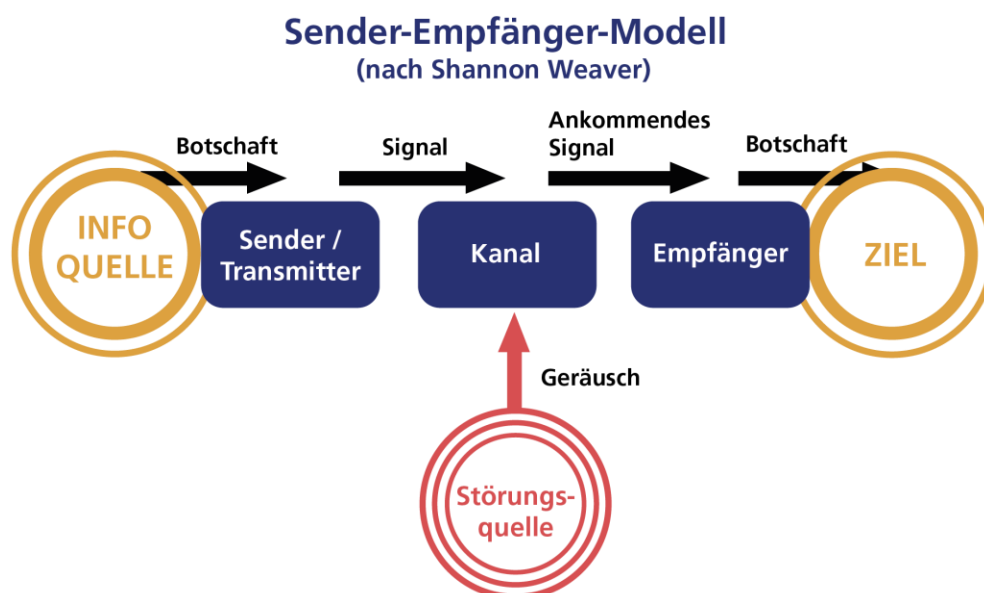 Sender-Empfänger-Modell
(nach Shannon Weaver)
Botschaft
Signal
Ankommendes
Signal
Botschaft
INFO
QUELLE
Sender /
Transmitter
Kanal
Empfänger
ZIEL
Geräusch
Störungs-
quelle